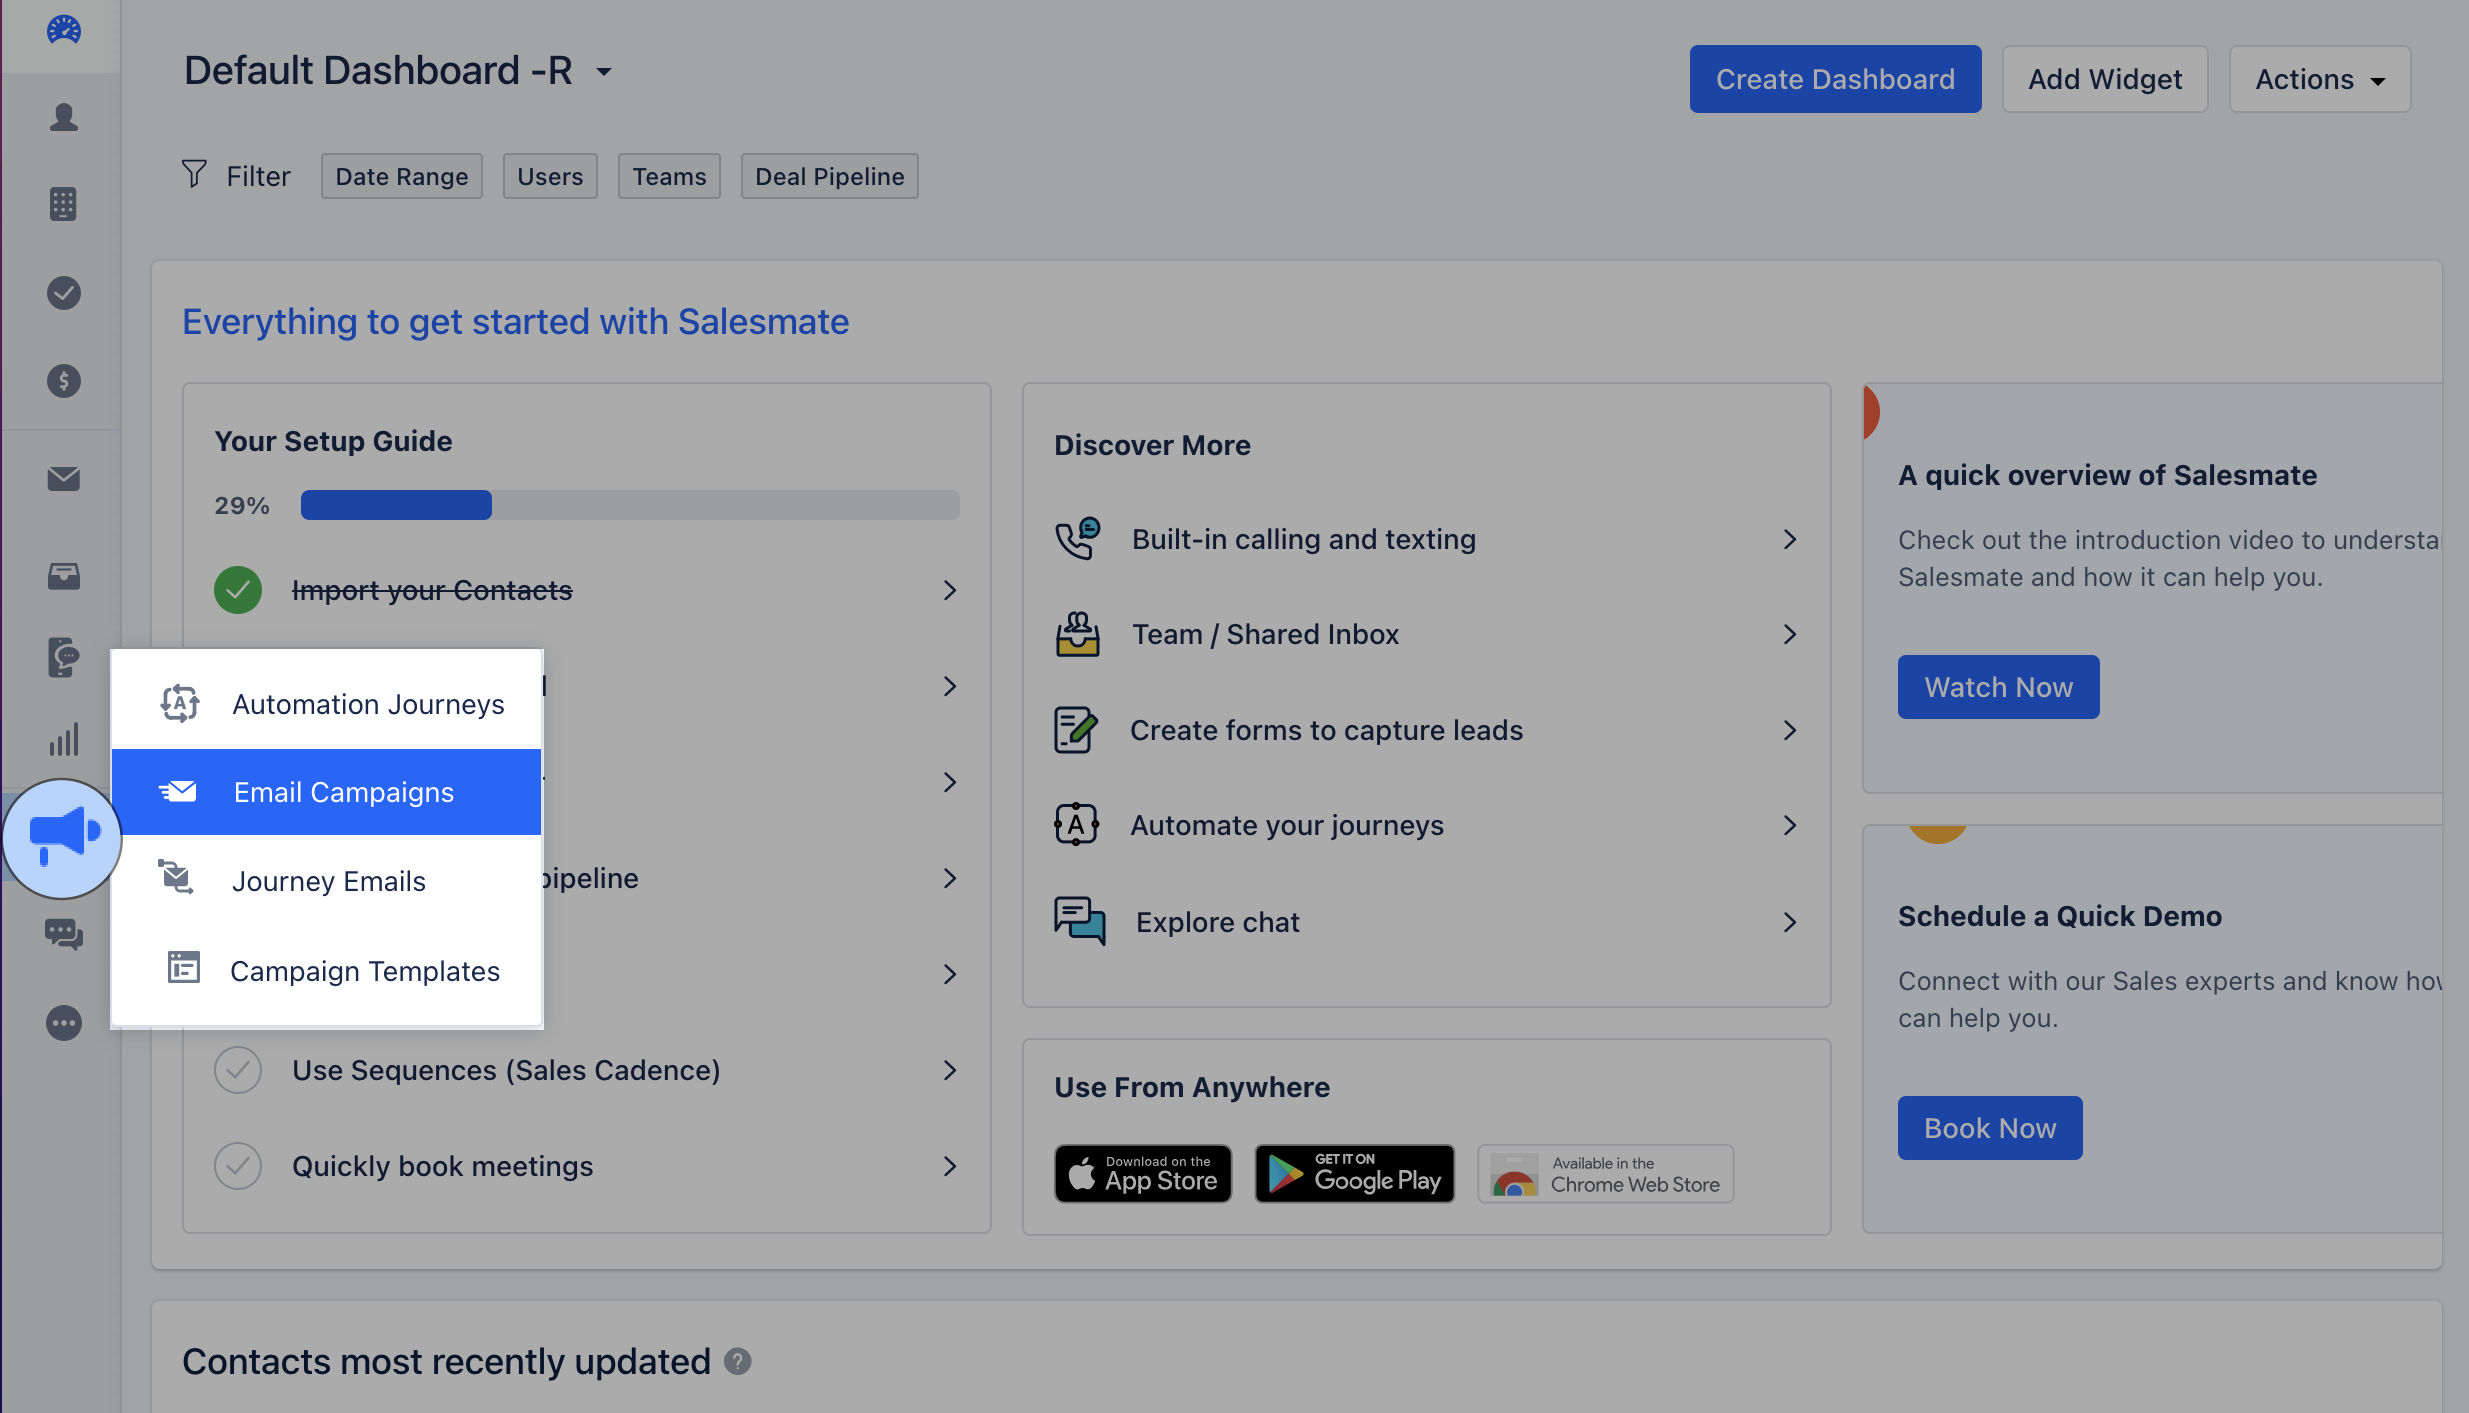 Default Dashboard -R
Create Dashboard
Add Widget
Actions
Filter
Date Range
Users
Teams
Deal Pipeline
Everything to get started with Salesmate
Your Setup Guide
29%
Import your Contacts
Automation Journeys
Email Campaigns
Journey Emails
pipeline
Campaign Templates
Use Sequences (Sales Cadence)
Quickly book meetings
Discover More
Built-in calling and texting
Team / Shared Inbox
Create forms to capture leads
A
Automate your journeys
Explore chat
Use From Anywhere
Download on the
App Store
GET IT ON
Google Play
Available in the
Chrome Web Store
A quick overview of Salesmate
Check out the introduction video to understa
Salesmate and how it can help you.
Watch Now
Schedule a Quick Demo
Connect with our Sales experts and know how
can help you.
Book Now
Contacts most recently updated
?